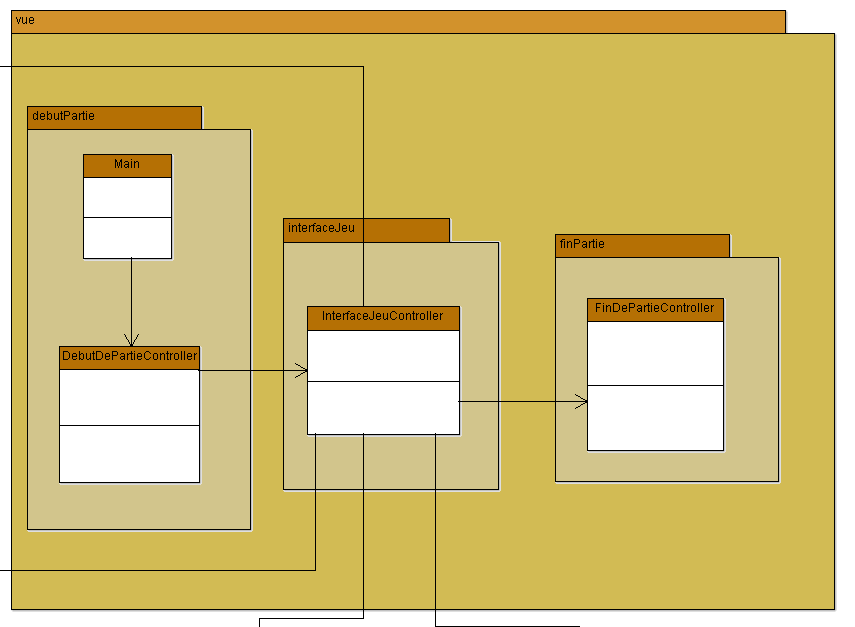 vue
debutPartie
Main
DebutDePartieController
interfaceJeu
InterfaceJeuController
finPartie
FinDePartieController